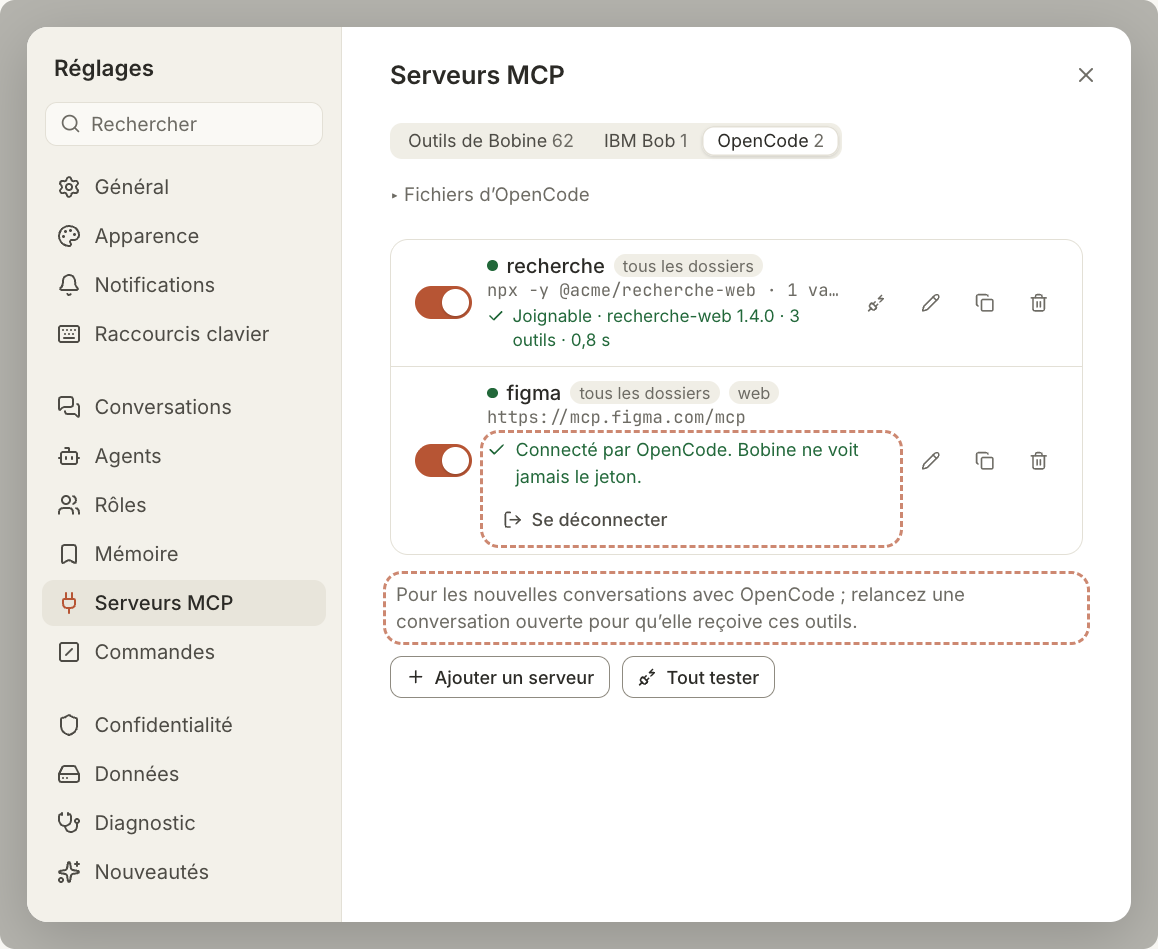 Réglages
Rechercher
Général
Apparence
Notifications
Raccourcis clavier
Conversations
Agents
Rôles
Mémoire
Serveurs MCP
Commandes
Confidentialité
Données
Diagnostic
Nouveautés
Serveurs MCP
Outils de Bobine 62 IBM Bob 1 OpenCode 2
Fichiers d’OpenCode
recherche tous les dossiers
npx -y @acme/recherche-web · 1 va…
Joignable · recherche-web 1.4.0 · 3
outils · 0,8 s
figma tous les dossiers web
https://mcp.figma.com/mcp
Connecté par OpenCode. Bobine ne voit
jamais le jeton.
Se déconnecter
Pour les nouvelles conversations avec OpenCode ; relancez une
conversation ouverte pour qu’elle reçoive ces outils.
Ajouter un serveur Tout tester